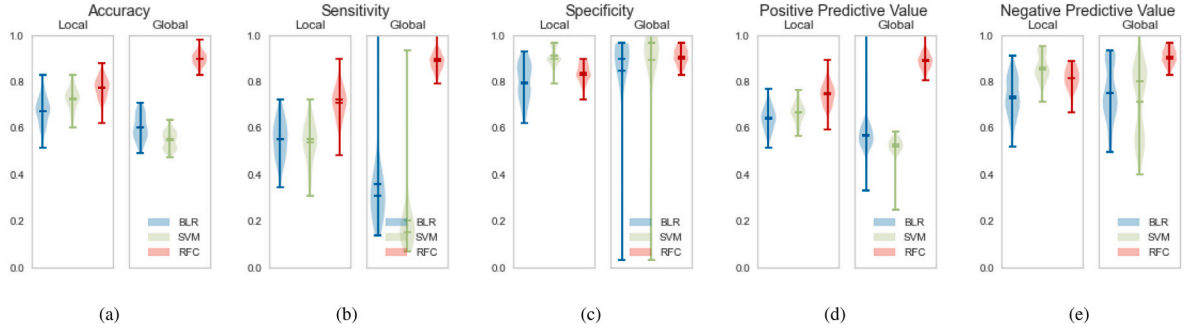 Accuracy
Local Global
1.0
0.8
0.6
0.4
0.2
0.0
BLR
SVM
RFC
(a)
Sensitivity
Local Global
1.0
0.8
0.6
0.4
0.2
0.0
BLR
SVM
RFC
(b)
Specificity
Local Global
1.0
0.8
0.6
0.4
0.2
0.0
BLR
SVM
RFC
(c)
Positive Predictive Value
Local Global
1.0
0.8
0.6
0.4
0.2
0.0
BLR
SVM
RFC
(d)
Negative Predictive Value
Local Global
1.0
0.8
0.6
0.4
0.2
0.0
BLR
SVM
RFC
(e)